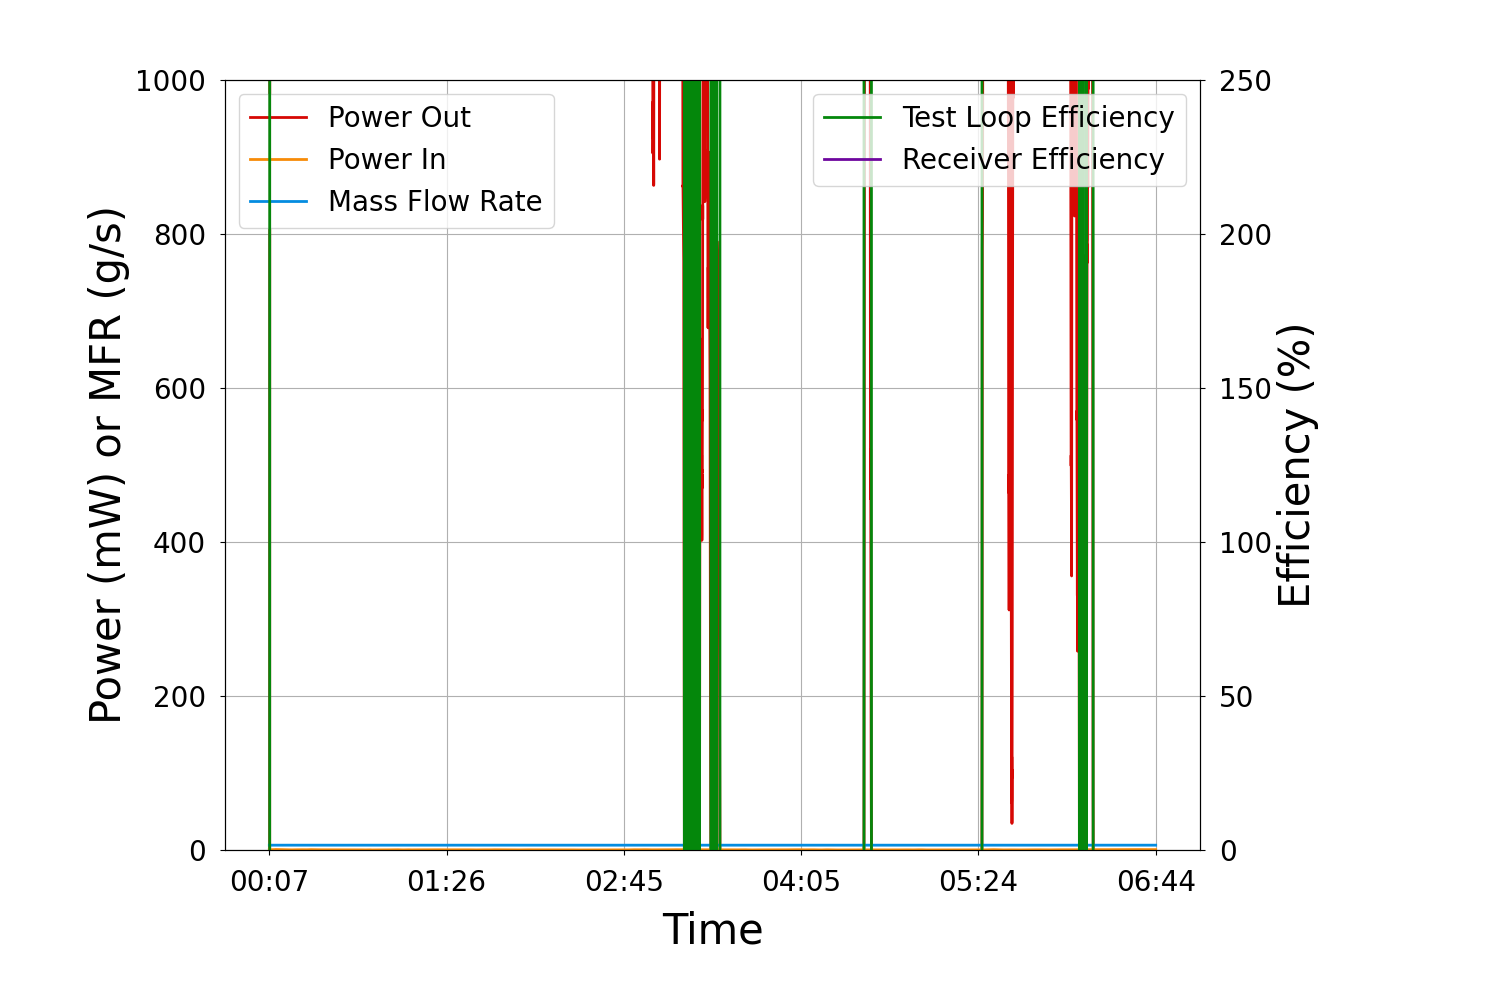 Power (mW) or MFR (g/s)
1000
800
600
400
200
0
Power Out
Power In
Mass Flow Rate
Test Loop Efficiency
Receiver Efficiency
250
200
150
100
50
0
Efficiency (%)
00:07 01:26 02:45 04:05 05:24 06:44
Time